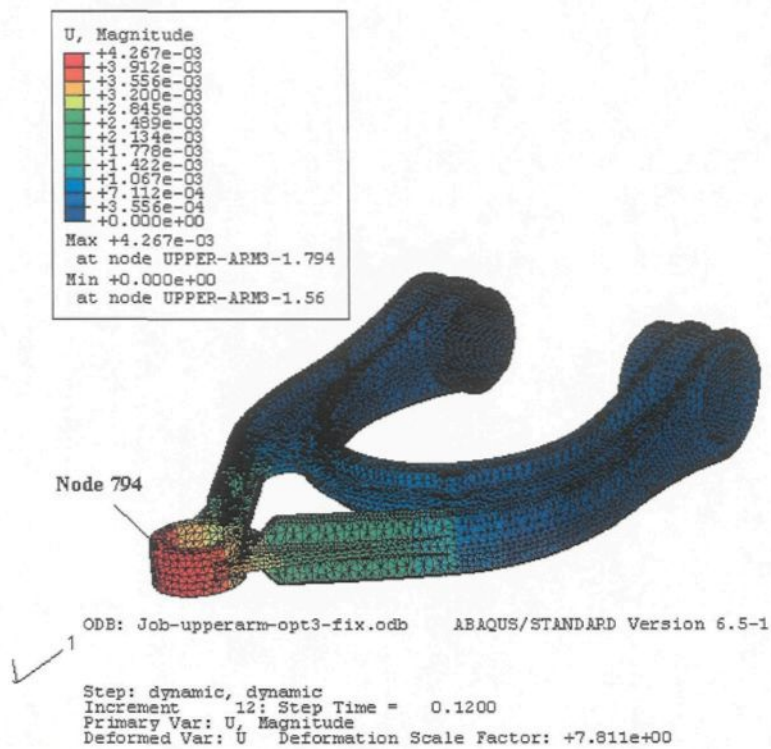 U, Magnitude
+4.267e-03
+3.912e-03
+3.556e-03
+3.200e-03
+2.845e-03
+2.489e-03
+2.134e-03
+1.778e-03
+1.422e-03
+1.067e-03
+7.112e-04
+3.556e-04
+0.000e+00
Max +4.267e-03
at node UPPER-ARM3-1.794
Min +0.000e+00
at node UPPER-ARM3-1.56
Node 794
ODB: Job-upperarm-opt3-fix.odb ABAQUS/STANDARD Version 6.5-1
1
Step: dynamic, dynamic
Increment 12: Step Time = 0.1200
Primary Var: U, Magnitude
Deformed Var: U Deformation Scale Factor: +7.811e+00